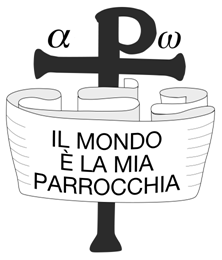 α ω
IL MONDO
È LA MIA
PARROCCHIA